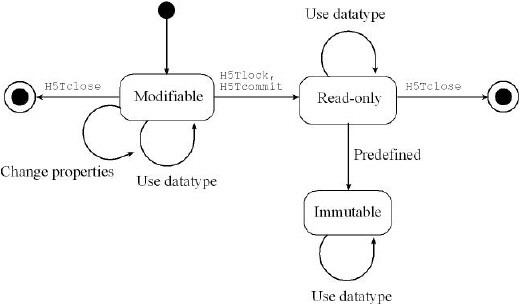 Use datatype
H5Tclose
Modifiable
H5Tlock,
H5Tcommit
Read-only
H5Tclose
Change properties
Use datatype
Predefined
Immutable
Use datatype